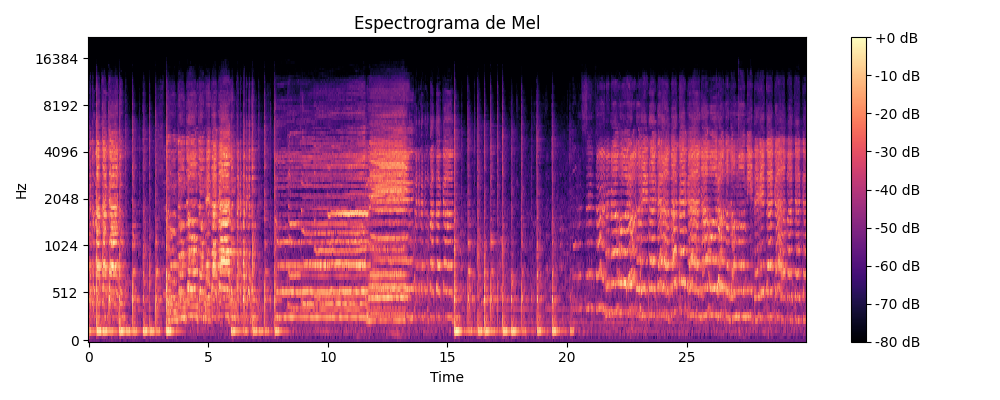 Espectrograma de Mel
Hz
16384
8192
4096
2048
1024
512
0
0 5 10 15 20 25
Time
+0 dB
-10 dB
-20 dB
-30 dB
-40 dB
-50 dB
-60 dB
-70 dB
-80 dB